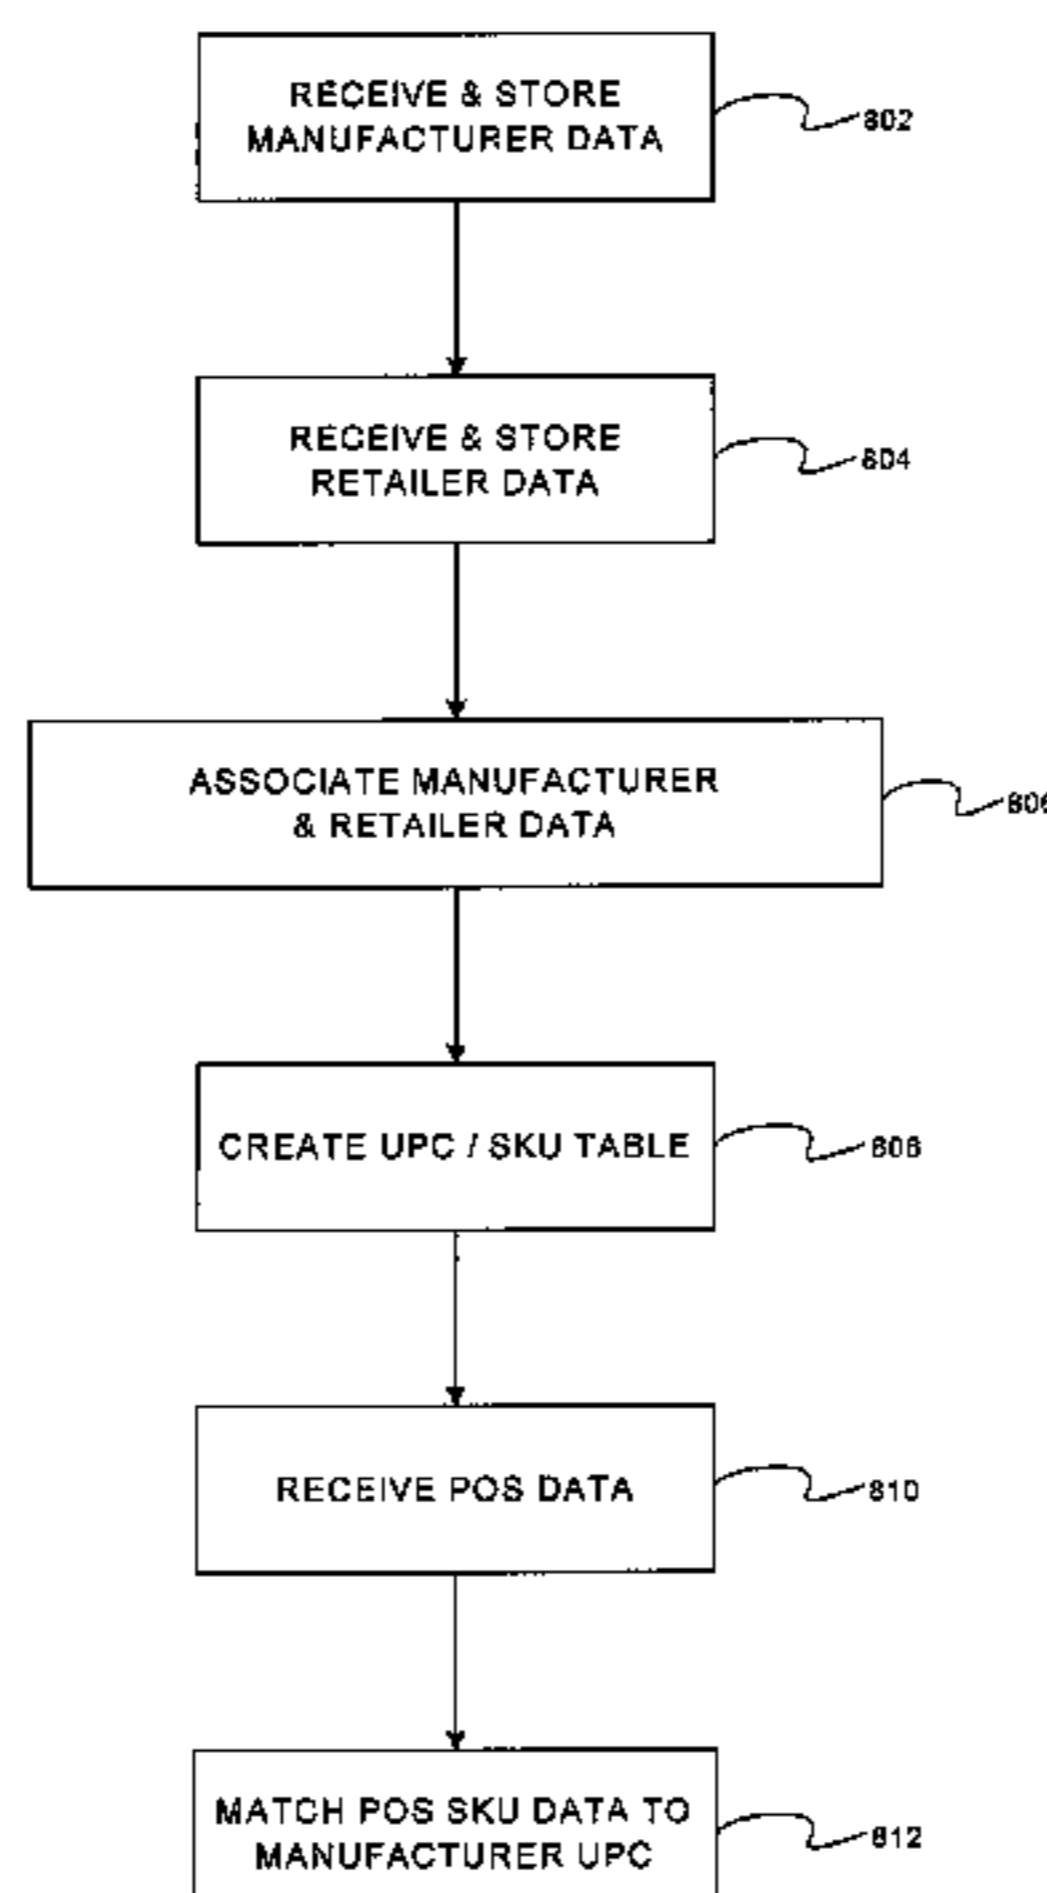 RECEIVE & STORE
MANUFACTURER DATA
802
RECEIVE & STORE
RETAILER DATA
804
ASSOCIATE MANUFACTURER
& RETAILER DATA
806
CREATE UPC / SKU TABLE
808
RECEIVE POS DATA
810
MATCH POS SKU DATA TO
MANUFACTURER UPC
812